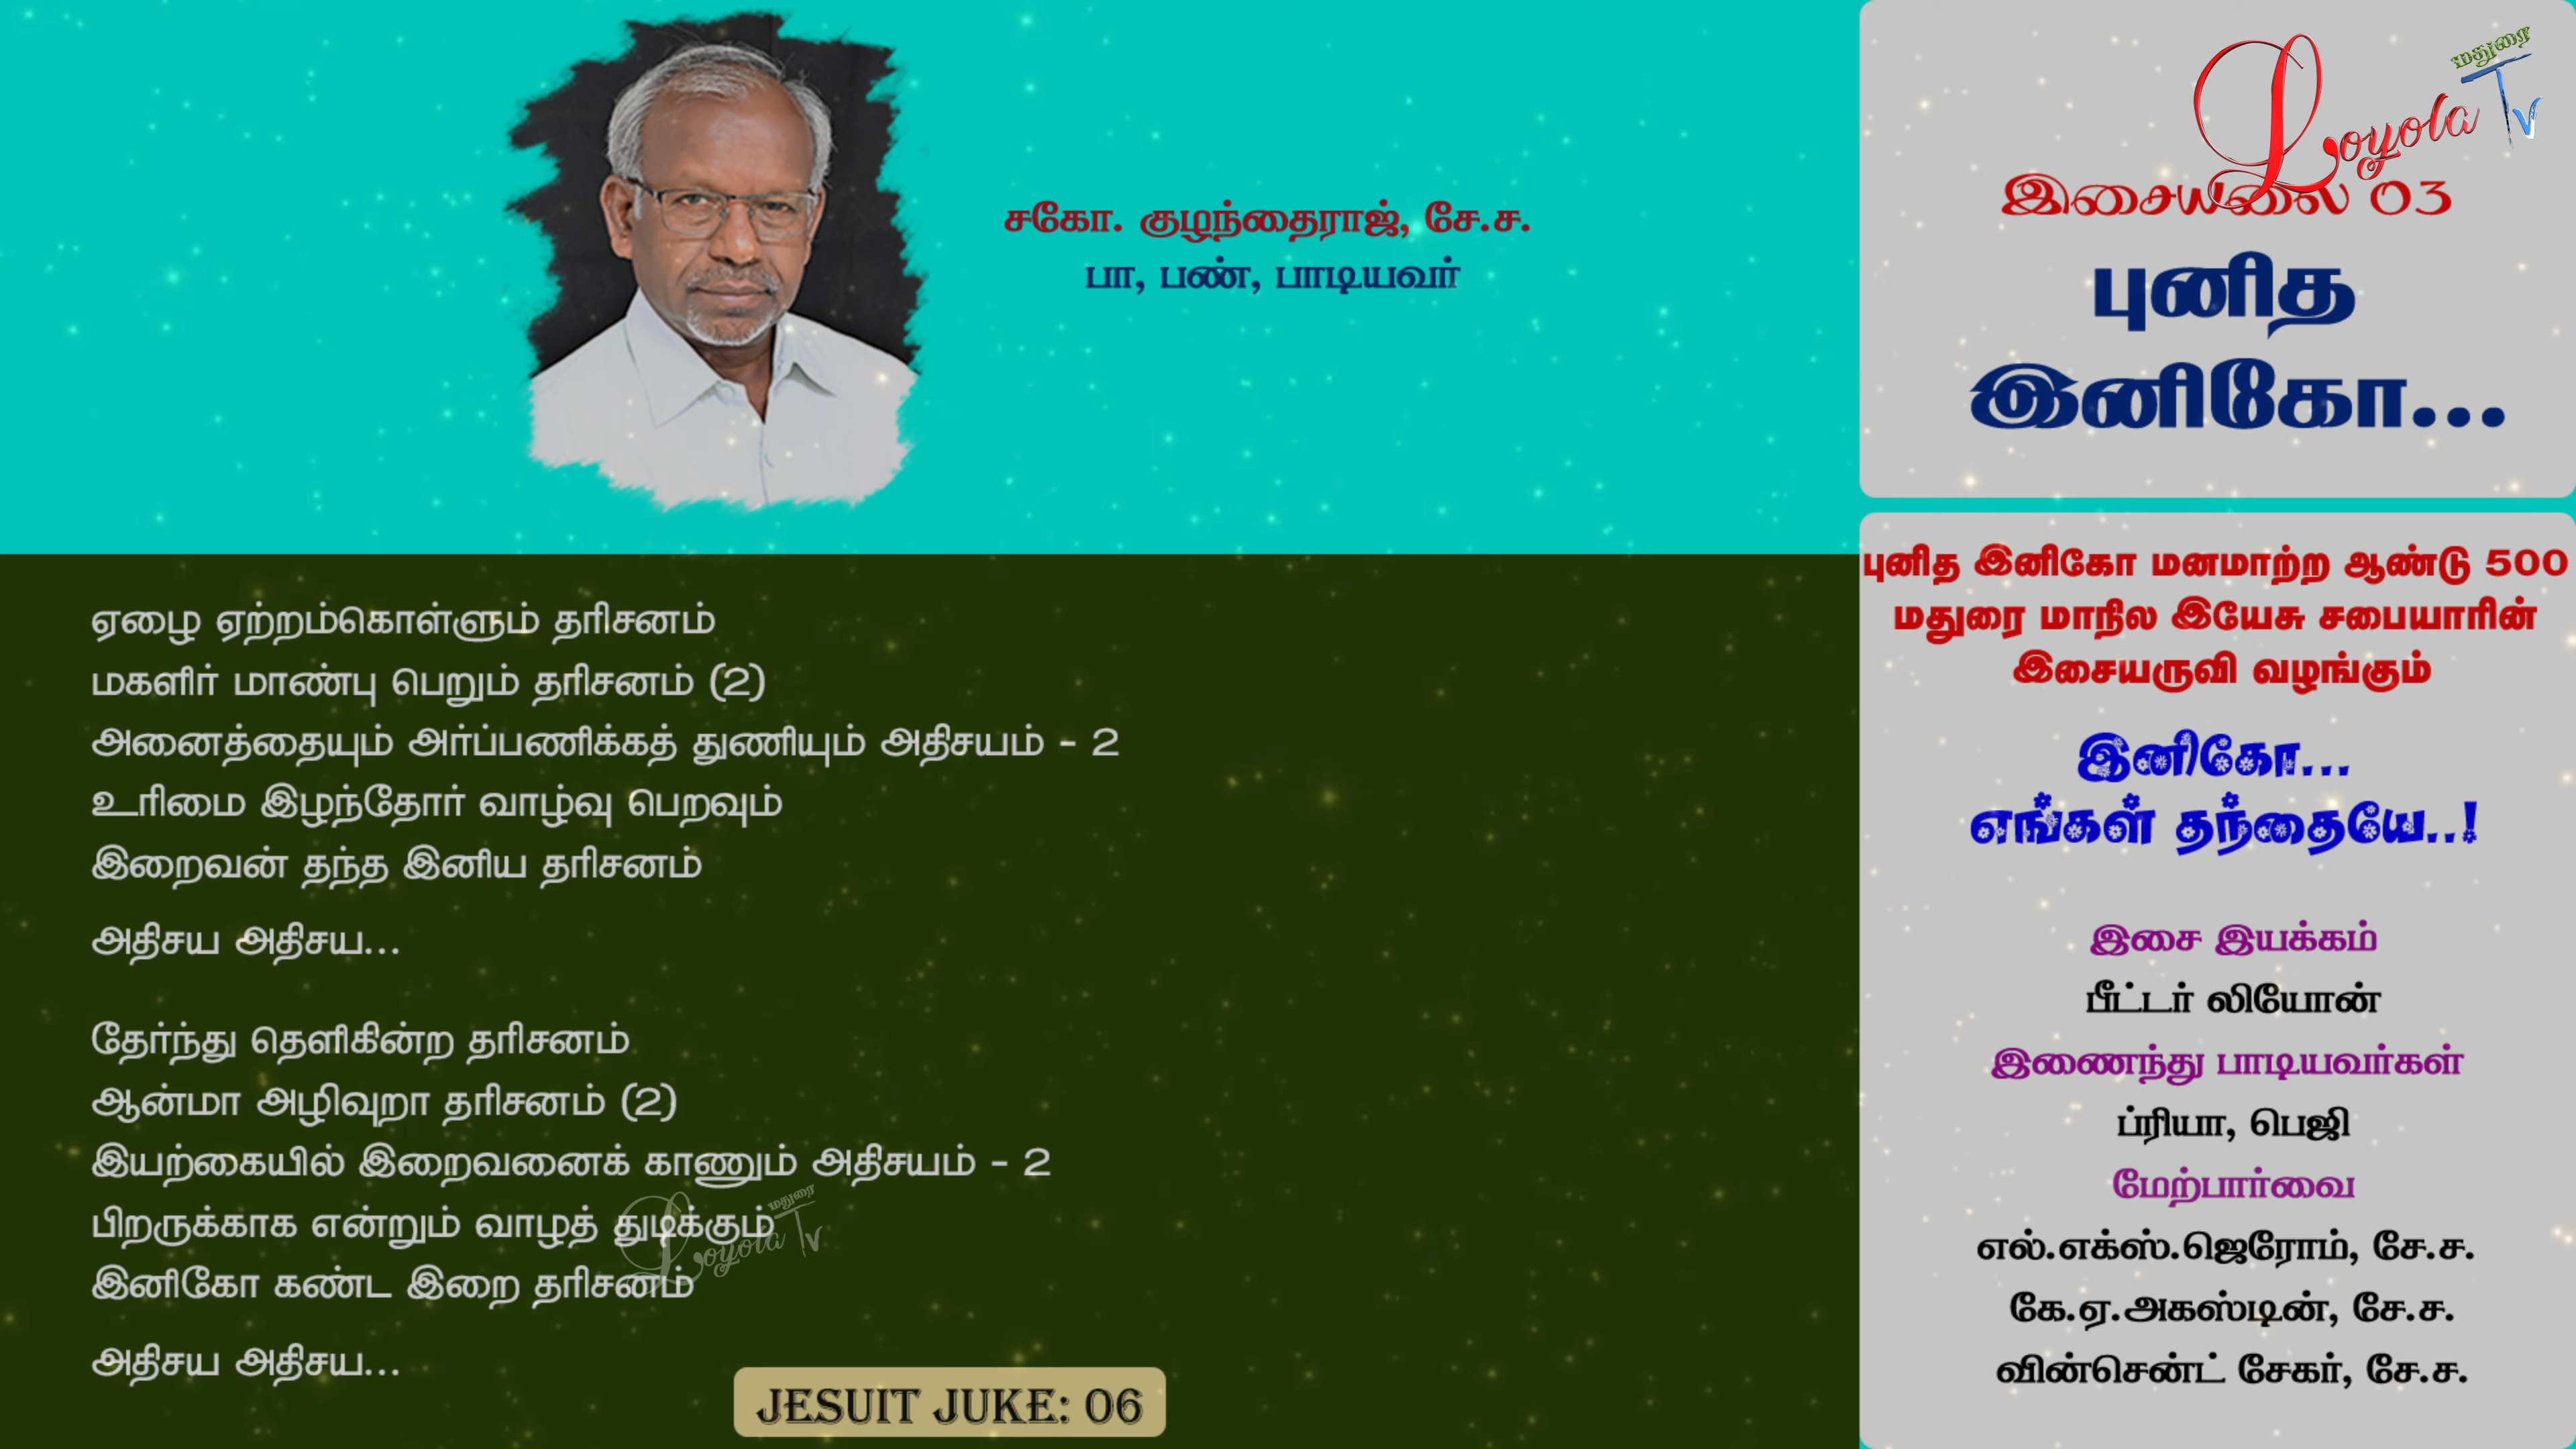 சகோ. குழந்தைராஜ், சே.ச.
பா, பண், பாடியவர்
ஏழை ஏற்றம்கொள்ளும் தரிசனம்
மகளிர் மாண்பு பெறும் தரிசனம் (2)
அனைத்தையும் அர்ப்பணிக்கத் துணியும் அதிசயம் - 2
உரிமை இழந்தோர் வாழ்வு பெறவும்
இறைவன் தந்த இனிய தரிசனம்
அதிசய அதிசய...
தேர்ந்து தெளிகின்ற தரிசனம்
ஆன்மா அழிவுறா தரிசனம் (2)
இயற்கையில் இறைவனைக் காணும் அதிசயம் - 2
பிறருக்காக என்றும் வாழத் துடிக்கும்
இனிகோ கண்ட இறை தரிசனம்
அதிசய அதிசய...
மதுரை
Loyola Tv
JESUIT JUKE: 06
மதுரை
Loyola Tv
இசையலை 03
புனித
இனிகோ...
புனித இனிகோ மனமாற்ற ஆண்டு 500
மதுரை மாநில இயேசு சபையாரின்
இசையருவி வழங்கும்
இனிகோ...
எங்கள் தந்தையே..!
இசை இயக்கம்
பீட்டர் லியோன்
இணைந்து பாடியவர்கள்
ப்ரியா, பெஜி
மேற்பார்வை
எல்.எக்ஸ்.ஜெரோம், சே.ச.
கே.ஏ.அகஸ்டின், சே.ச.
வின்சென்ட் சேகர், சே.ச.